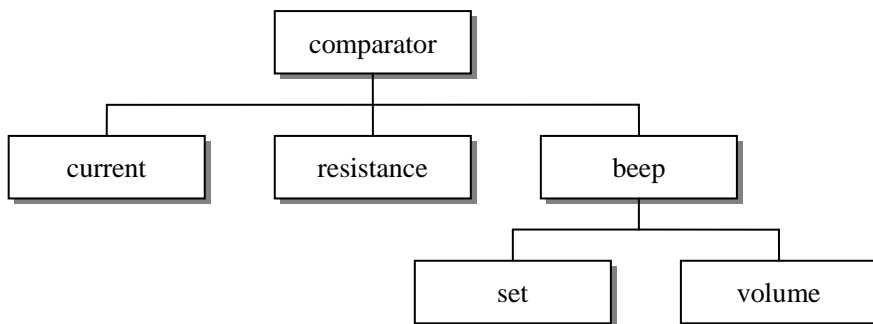 comparator
current
resistance
beep
set
volume